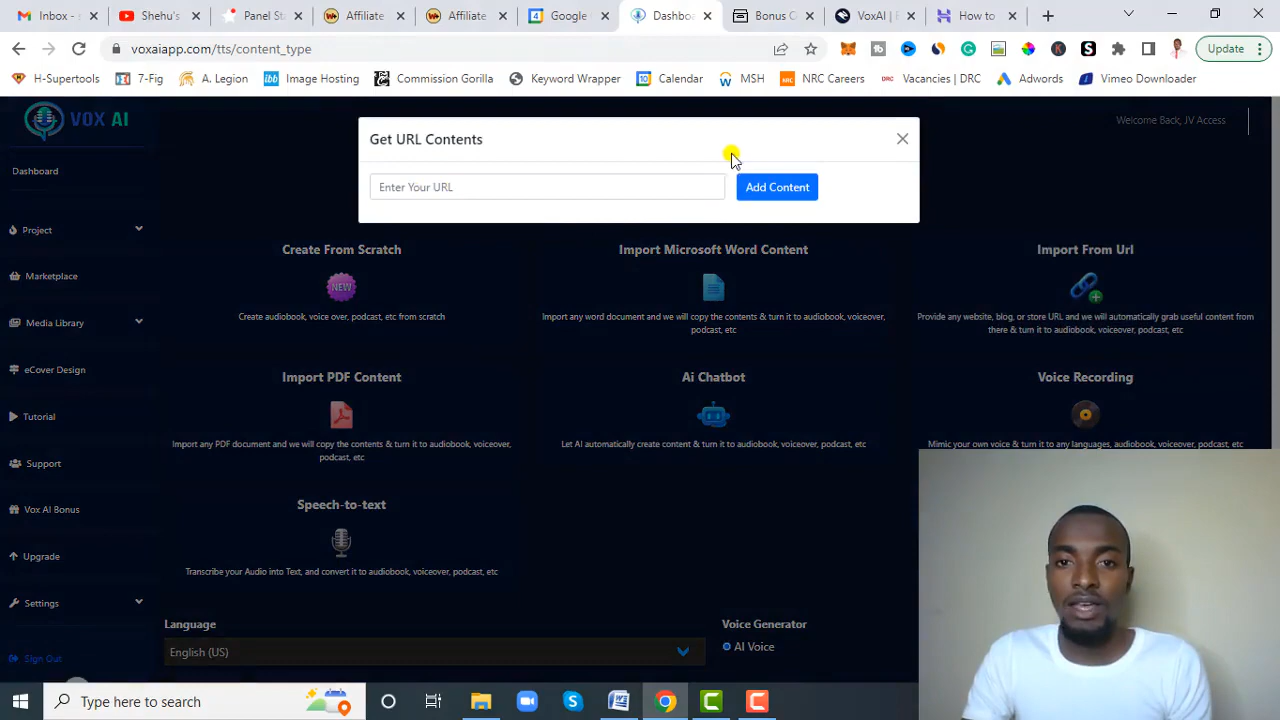 Inbox -
Shehu's
Panel St
Affiliate
Affiliate
Google
Dashbo
Bonus C
VoxAI | F
How to
voxaiapp.com/tts/content_type
Update
H-Supertools
7-Fig
A. Legion
Image Hosting
Commission Gorilla
Keyword Wrapper
Calendar
MSH
NRC Careers
Vacancies | DRC
Adwords
Vimeo Downloader
VOX AI
Welcome Back, JV Access
Get URL Contents
Enter Your URL
Add Content
Dashboard
Project
Marketplace
Media Library
eCover Design
Tutorial
Support
Vox AI Bonus
Upgrade
Settings
Sign Out
Create From Scratch
NEW
Create audiobook, voice over, podcast, etc from scratch
Import Microsoft Word Content
Import any word document and we will copy the contents & turn it to audiobook, voiceover,
podcast, etc
Import From Url
Provide any website, blog, or store URL and we will automatically grab useful content from
there & turn it to audiobook, voiceover, podcast, etc
Import PDF Content
Import any PDF document and we will copy the contents & turn it to audiobook, voiceover,
podcast, etc
Ai Chatbot
Let AI automatically create content & turn it to audiobook, voiceover, podcast, etc
Voice Recording
Mimic your own voice & turn it to any languages, audiobook, voiceover, podcast, etc
Speech-to-text
Transcribe your Audio into Text, and convert it to audiobook, voiceover, podcast, etc
Language
English (US)
Voice Generator
AI Voice
Type here to search